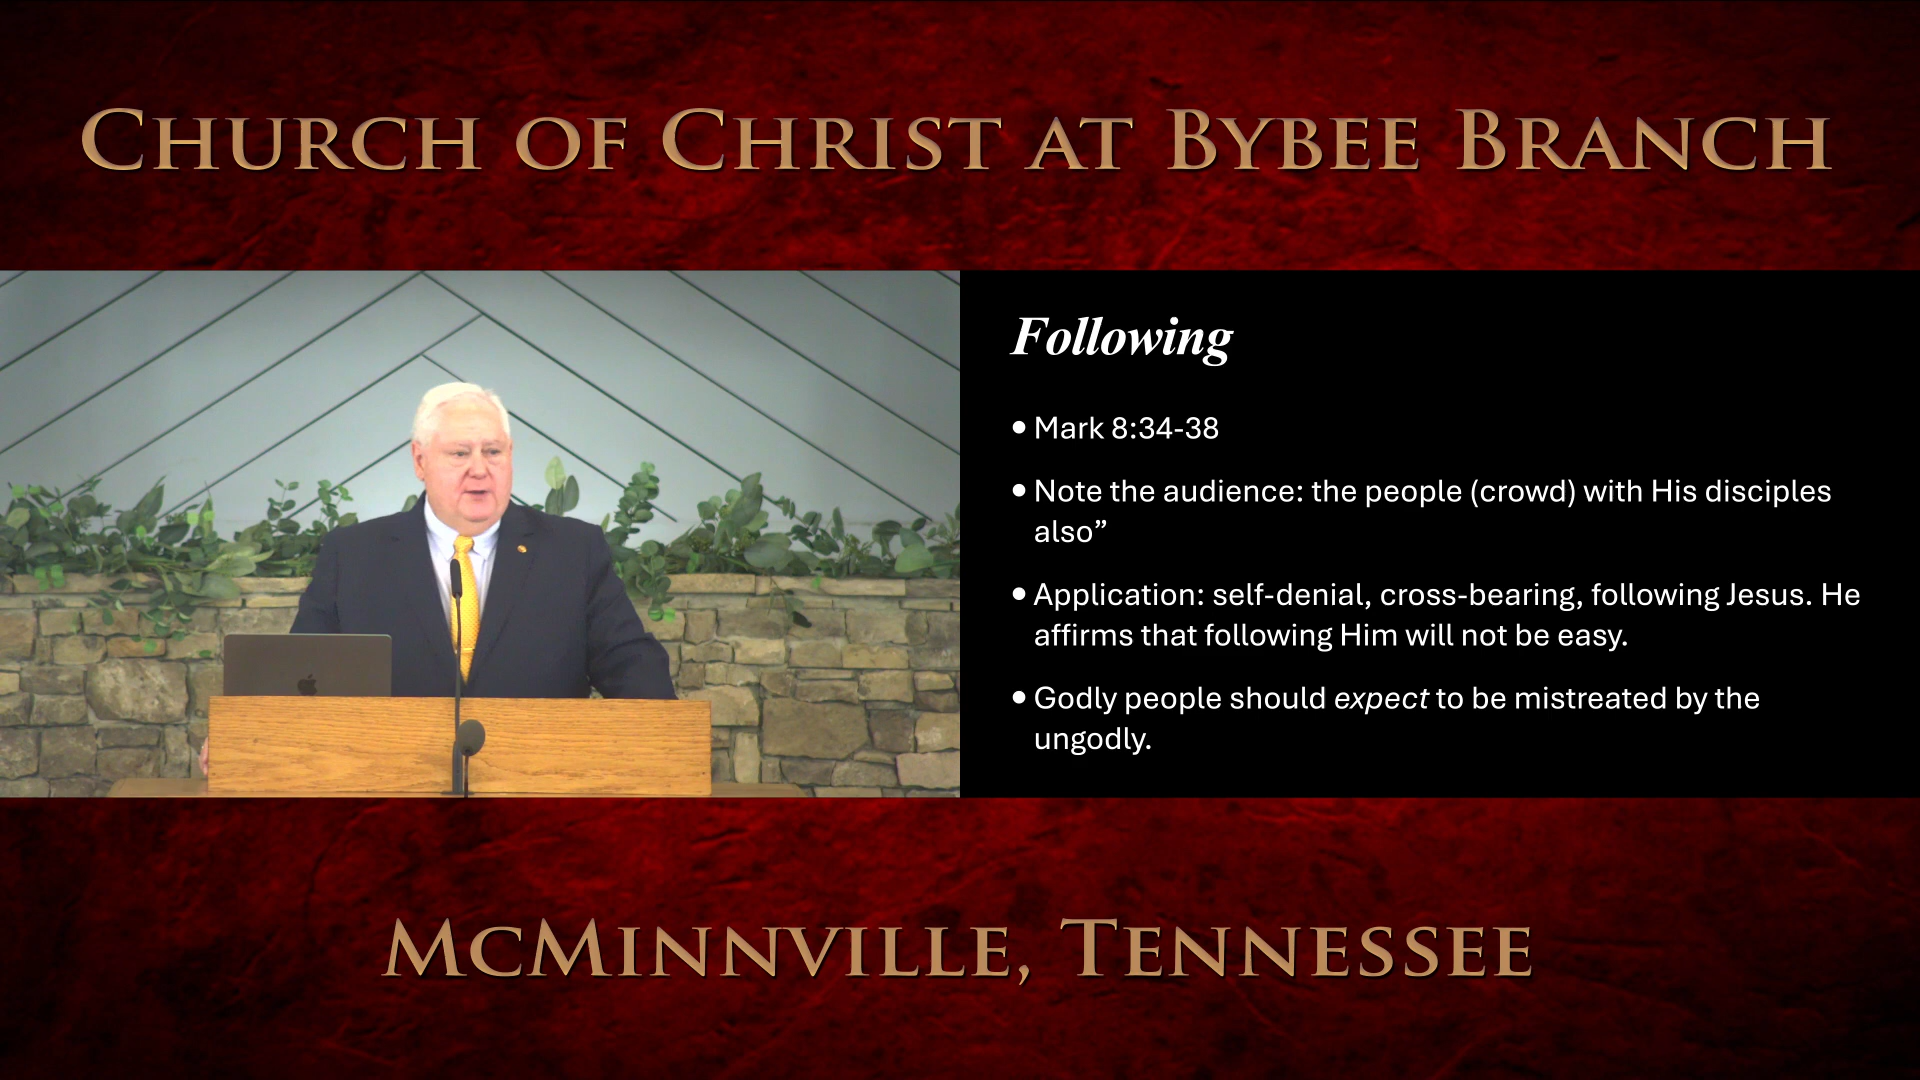 Church of Christ at Bybee Branch
Following
• Mark 8:34-38
• Note the audience: the people (crowd) with His disciples
also”
• Application: self-denial, cross-bearing, following Jesus. He
affirms that following Him will not be easy.
• Godly people should expect to be mistreated by the
ungodly.
McMinnville, Tennessee